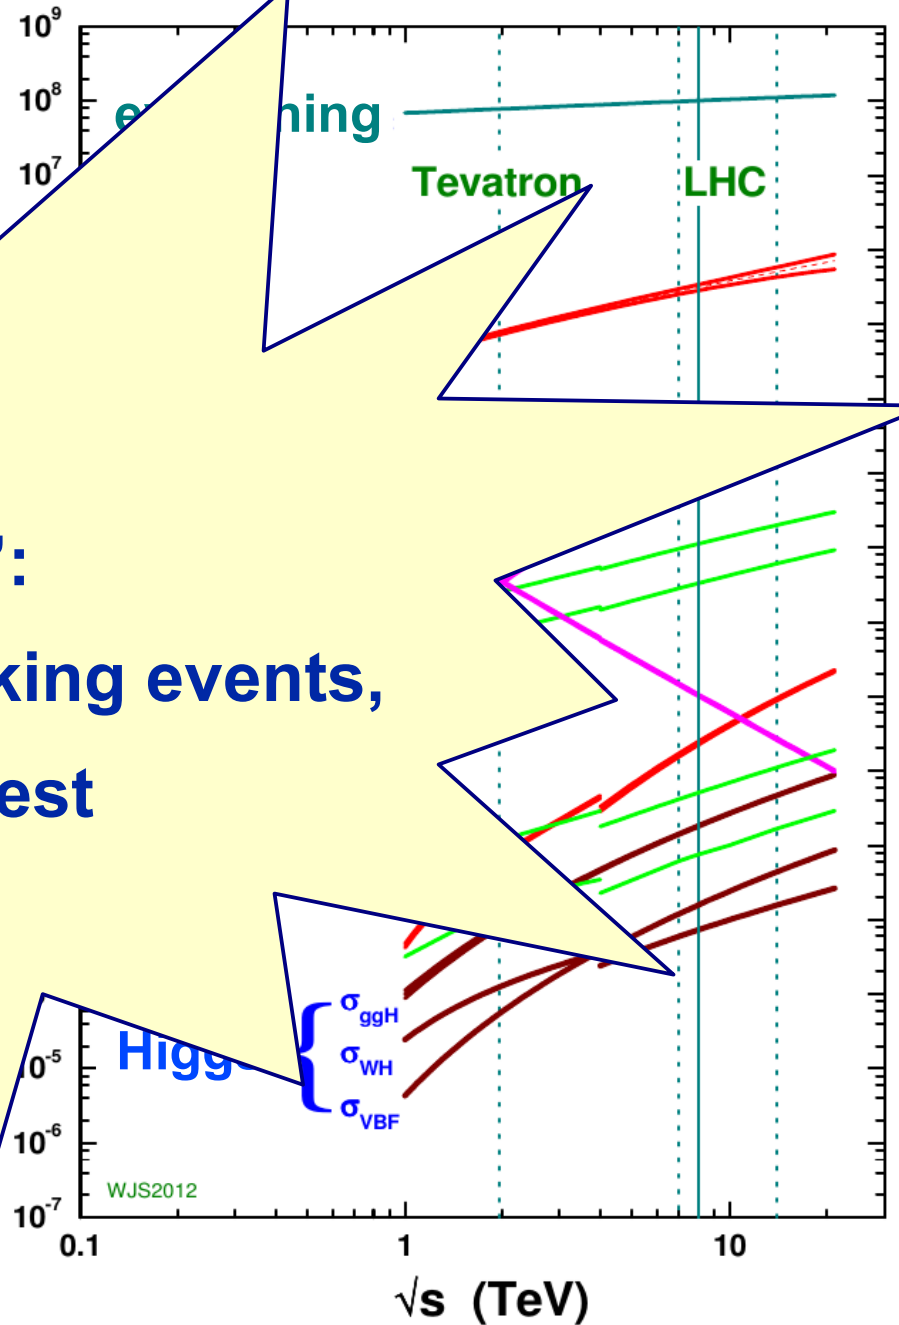 10⁹
10⁸
ning
10⁷
Tevatron LHC
”:
king events,
est
σggH
Higg
σWH
10⁻⁵
σVBF
10⁻⁶
WJS2012
10⁻⁷
0.1 1 10
√s (TeV)